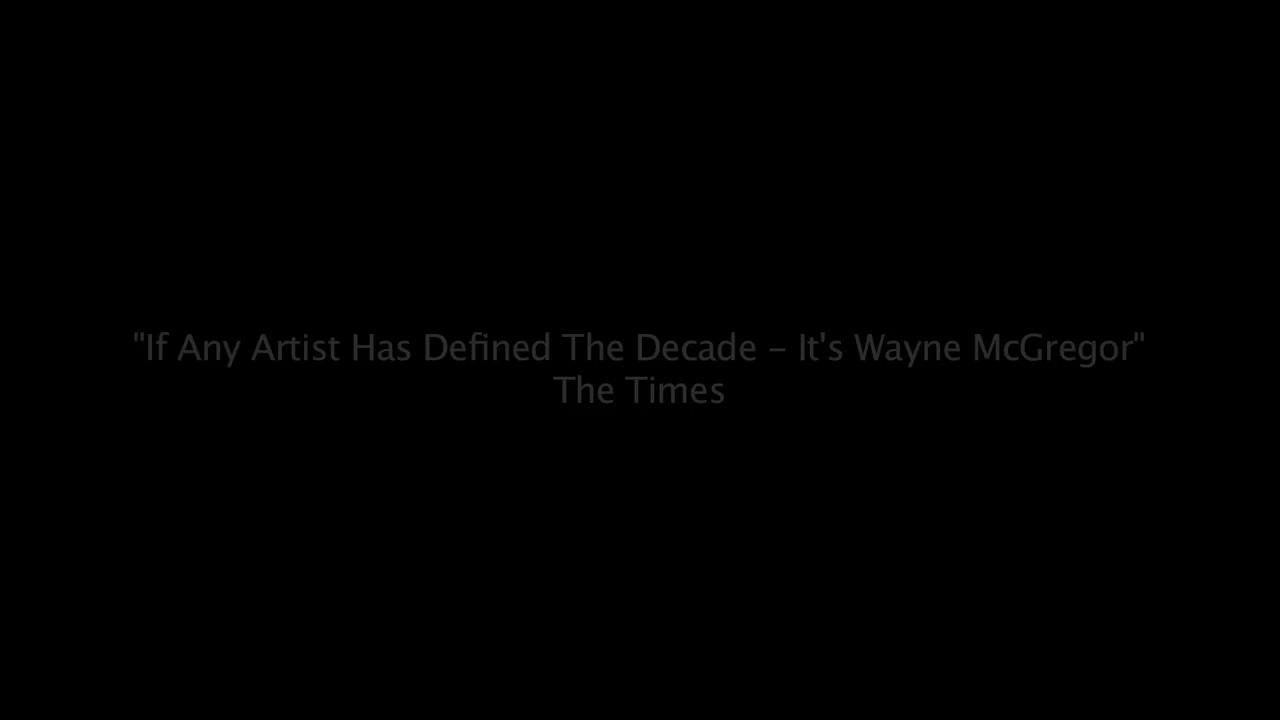 "If Any Artist Has Defined The Decade – It's Wayne McGregor"
The Times